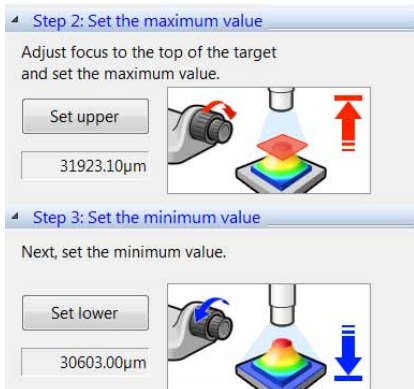 Step 2: Set the maximum value
Adjust focus to the top of the target
and set the maximum value.
Set upper
31923.10µm
Step 3: Set the minimum value
Next, set the minimum value.
Set lower
30603.00µm